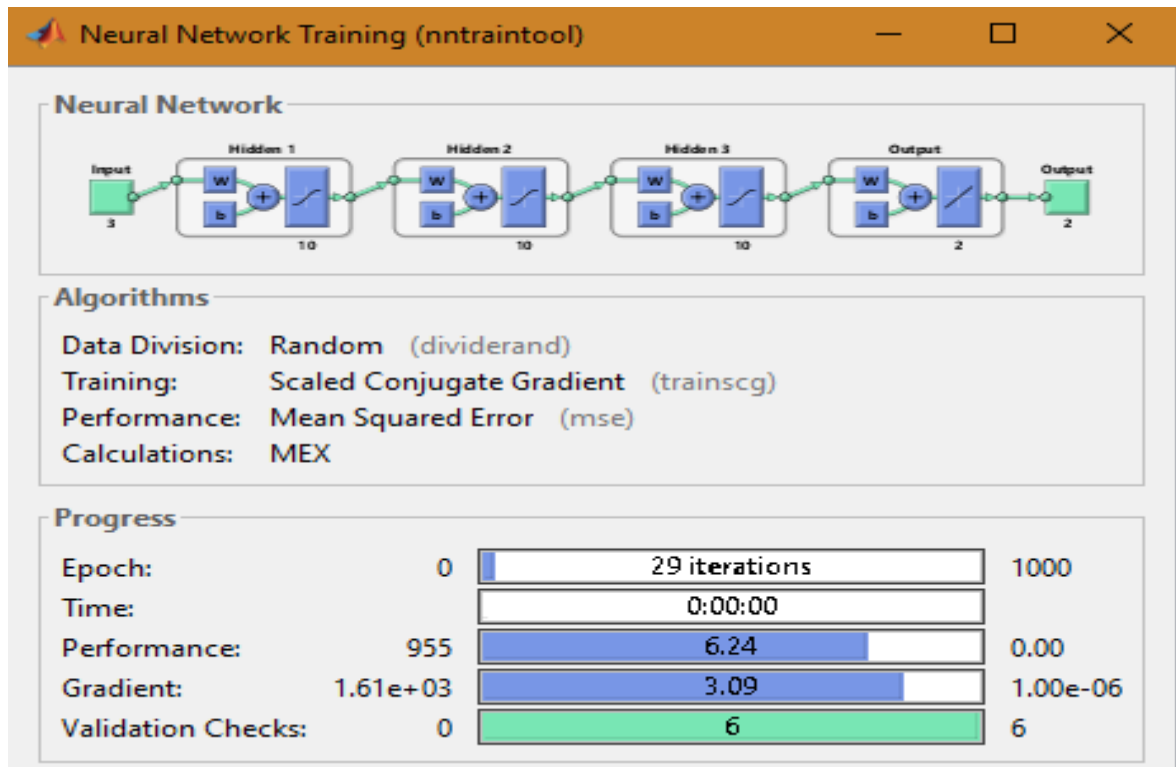 Neural Network Training (nntraintool)
Neural Network
Hidden 1 Hidden 2 Hidden 3 Output
Input Output
W b + W b + W b + W b +
3 10 10 10 2 2
Algorithms
Data Division: Random (dividerand)
Training: Scaled Conjugate Gradient (trainscg)
Performance: Mean Squared Error (mse)
Calculations: MEX
Progress
Epoch: 0 29 iterations 1000
Time: 0:00:00
Performance: 955 6.24 0.00
Gradient: 1.61e+03 3.09 1.00e-06
Validation Checks: 0 6 6